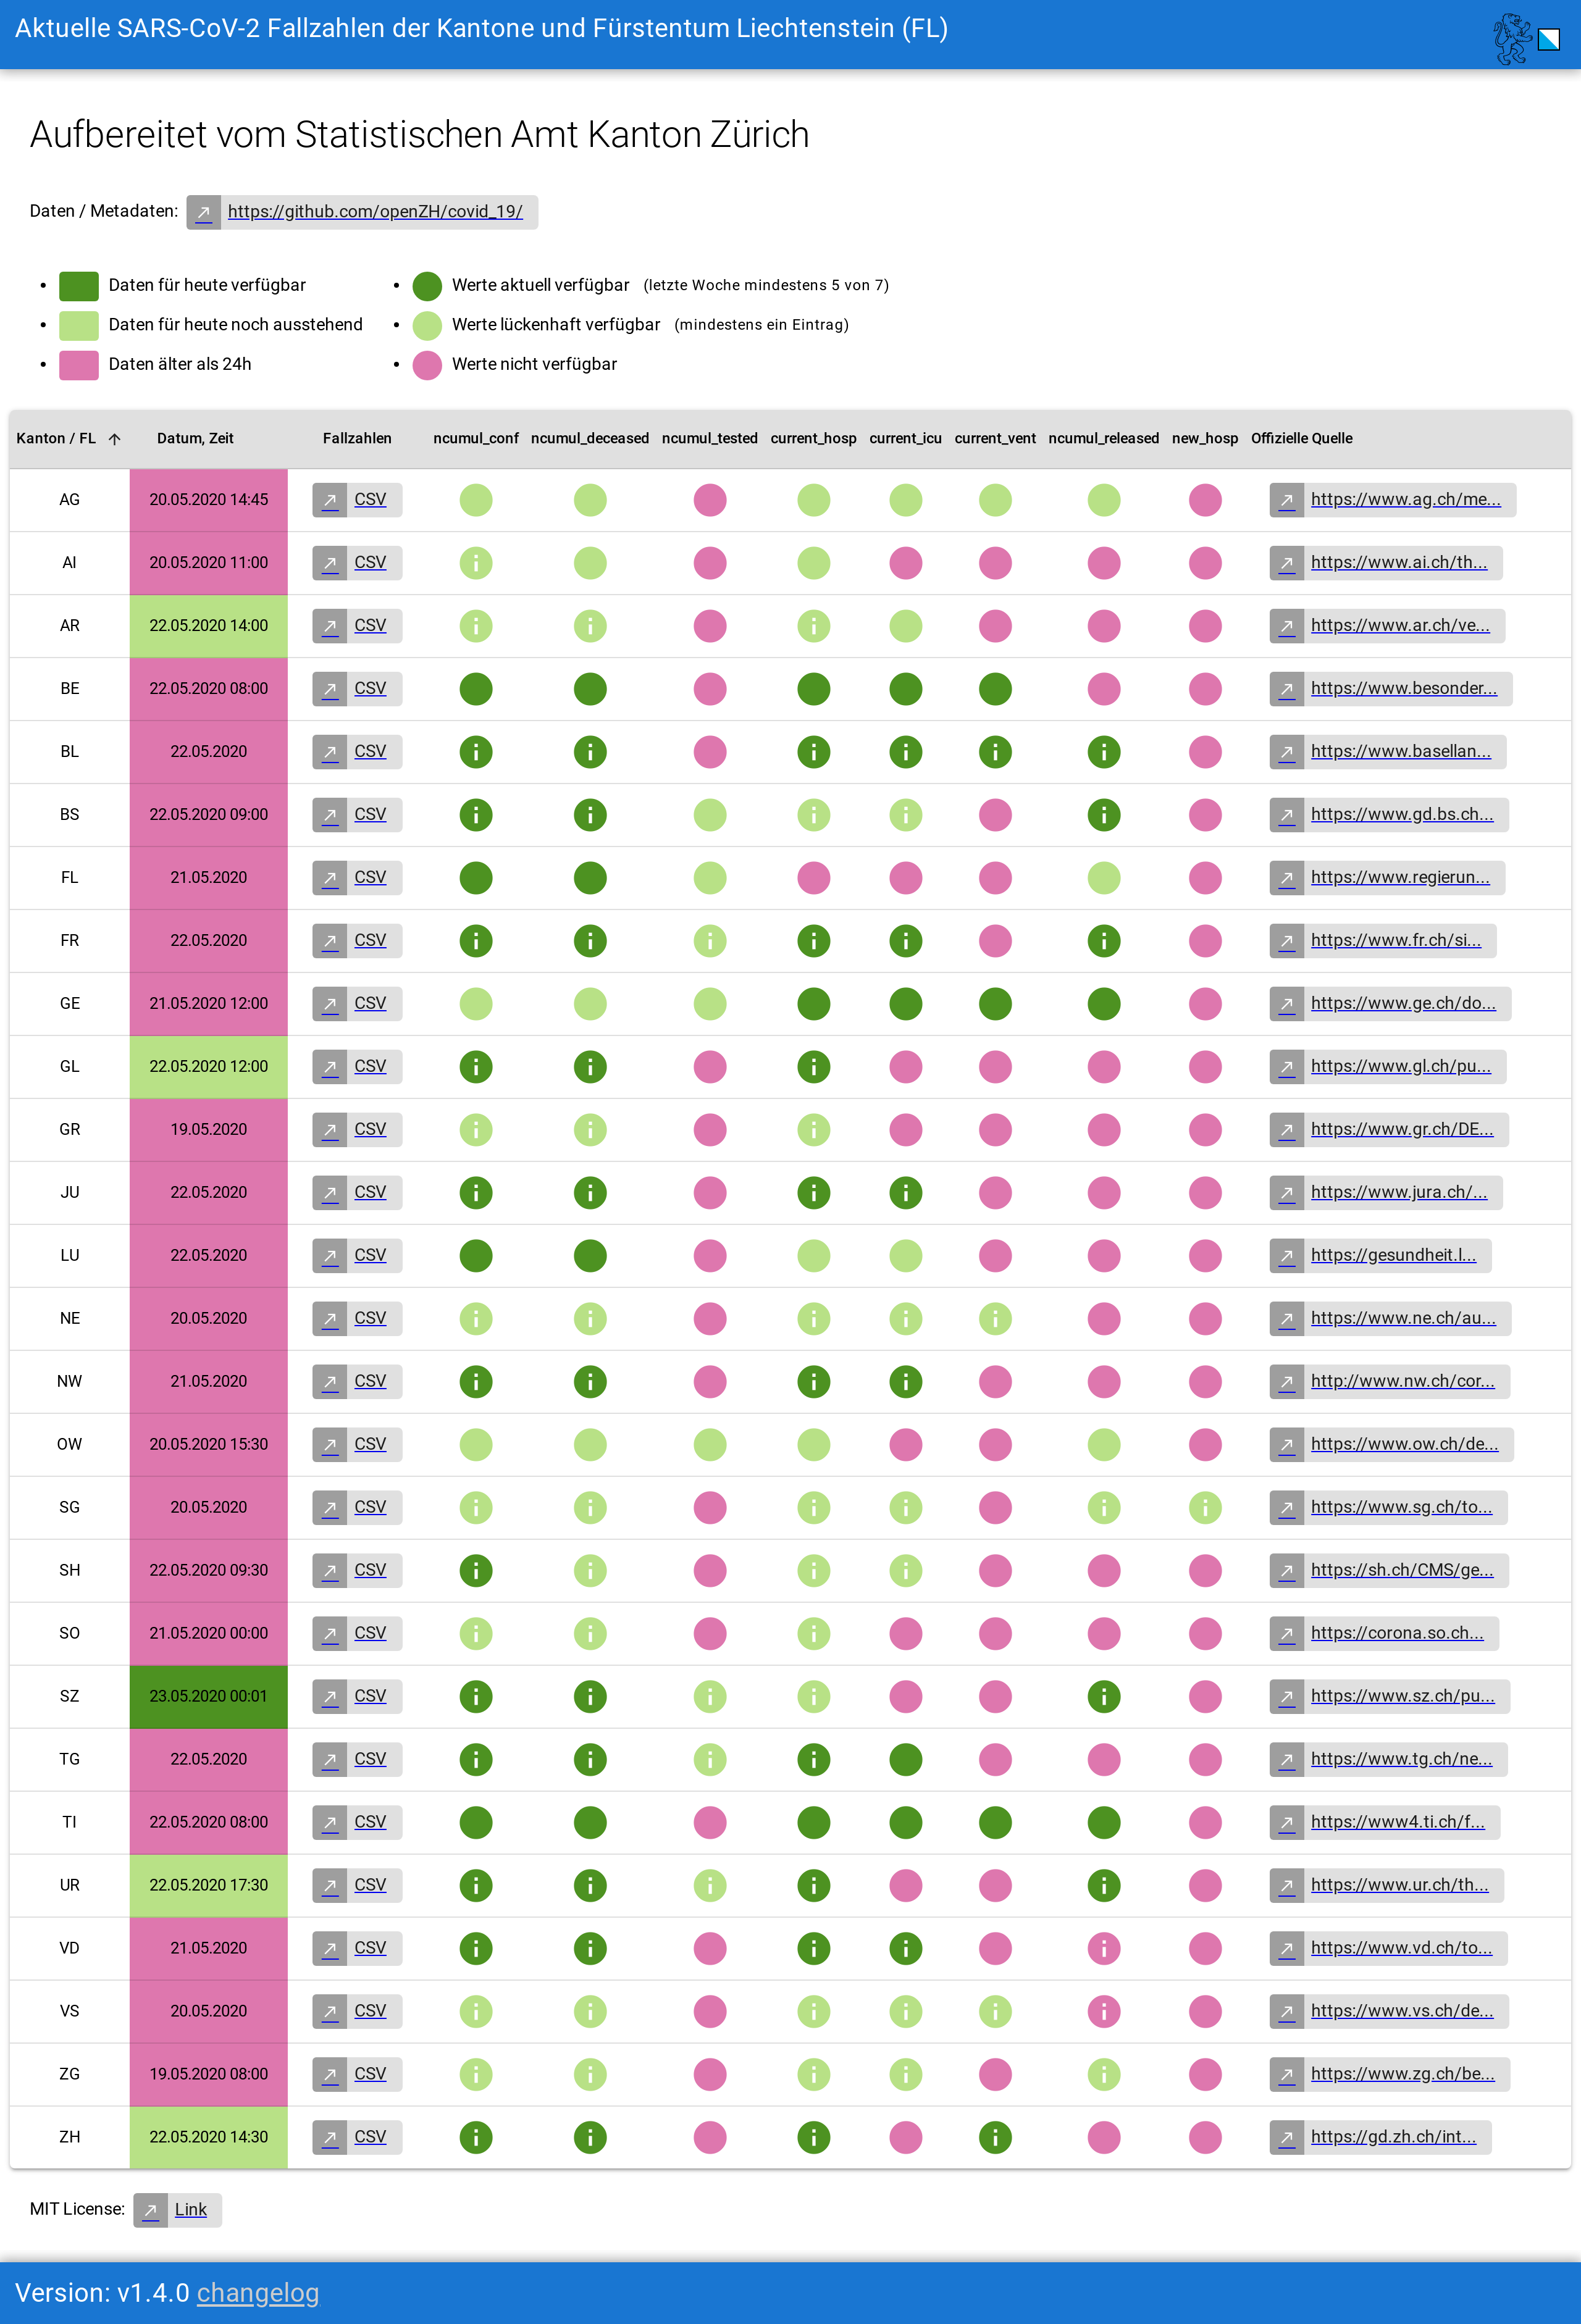 Aktuelle SARS-CoV-2 Fallzahlen der Kantone und Fürstentum Liechtenstein (FL)
Aufbereitet vom Statistischen Amt Kanton Zürich
Daten / Metadaten: https://github.com/openZH/covid_19/
Daten für heute verfügbar
Daten für heute noch ausstehend
Daten älter als 24h
Werte aktuell verfügbar (letzte Woche mindestens 5 von 7)
Werte lückenhaft verfügbar (mindestens ein Eintrag)
Werte nicht verfügbar
Kanton / FL Datum, Zeit Fallzahlen ncumul_conf ncumul_deceased ncumul_tested current_hosp current_icu current_vent ncumul_released new_hosp Offizielle Quelle
AG 20.05.2020 14:45 CSV https://www.ag.ch/me...
AI 20.05.2020 11:00 CSV https://www.ai.ch/th...
AR 22.05.2020 14:00 CSV https://www.ar.ch/ve...
BE 22.05.2020 08:00 CSV https://www.besonder...
BL 22.05.2020 CSV https://www.basellan...
BS 22.05.2020 09:00 CSV https://www.gd.bs.ch...
FL 21.05.2020 CSV https://www.regierun...
FR 22.05.2020 CSV https://www.fr.ch/si...
GE 21.05.2020 12:00 CSV https://www.ge.ch/do...
GL 22.05.2020 12:00 CSV https://www.gl.ch/pu...
GR 19.05.2020 CSV https://www.gr.ch/DE...
JU 22.05.2020 CSV https://www.jura.ch/...
LU 22.05.2020 CSV https://gesundheit.l...
NE 20.05.2020 CSV https://www.ne.ch/au...
NW 21.05.2020 CSV http://www.nw.ch/cor...
OW 20.05.2020 15:30 CSV https://www.ow.ch/de...
SG 20.05.2020 CSV https://www.sg.ch/to...
SH 22.05.2020 09:30 CSV https://sh.ch/CMS/ge...
SO 21.05.2020 00:00 CSV https://corona.so.ch...
SZ 23.05.2020 00:01 CSV https://www.sz.ch/pu...
TG 22.05.2020 CSV https://www.tg.ch/ne...
TI 22.05.2020 08:00 CSV https://www4.ti.ch/f...
UR 22.05.2020 17:30 CSV https://www.ur.ch/th...
VD 21.05.2020 CSV https://www.vd.ch/to...
VS 20.05.2020 CSV https://www.vs.ch/de...
ZG 19.05.2020 08:00 CSV https://www.zg.ch/be...
ZH 22.05.2020 14:30 CSV https://gd.zh.ch/int...
MIT License: Link
Version: v1.4.0 changelog